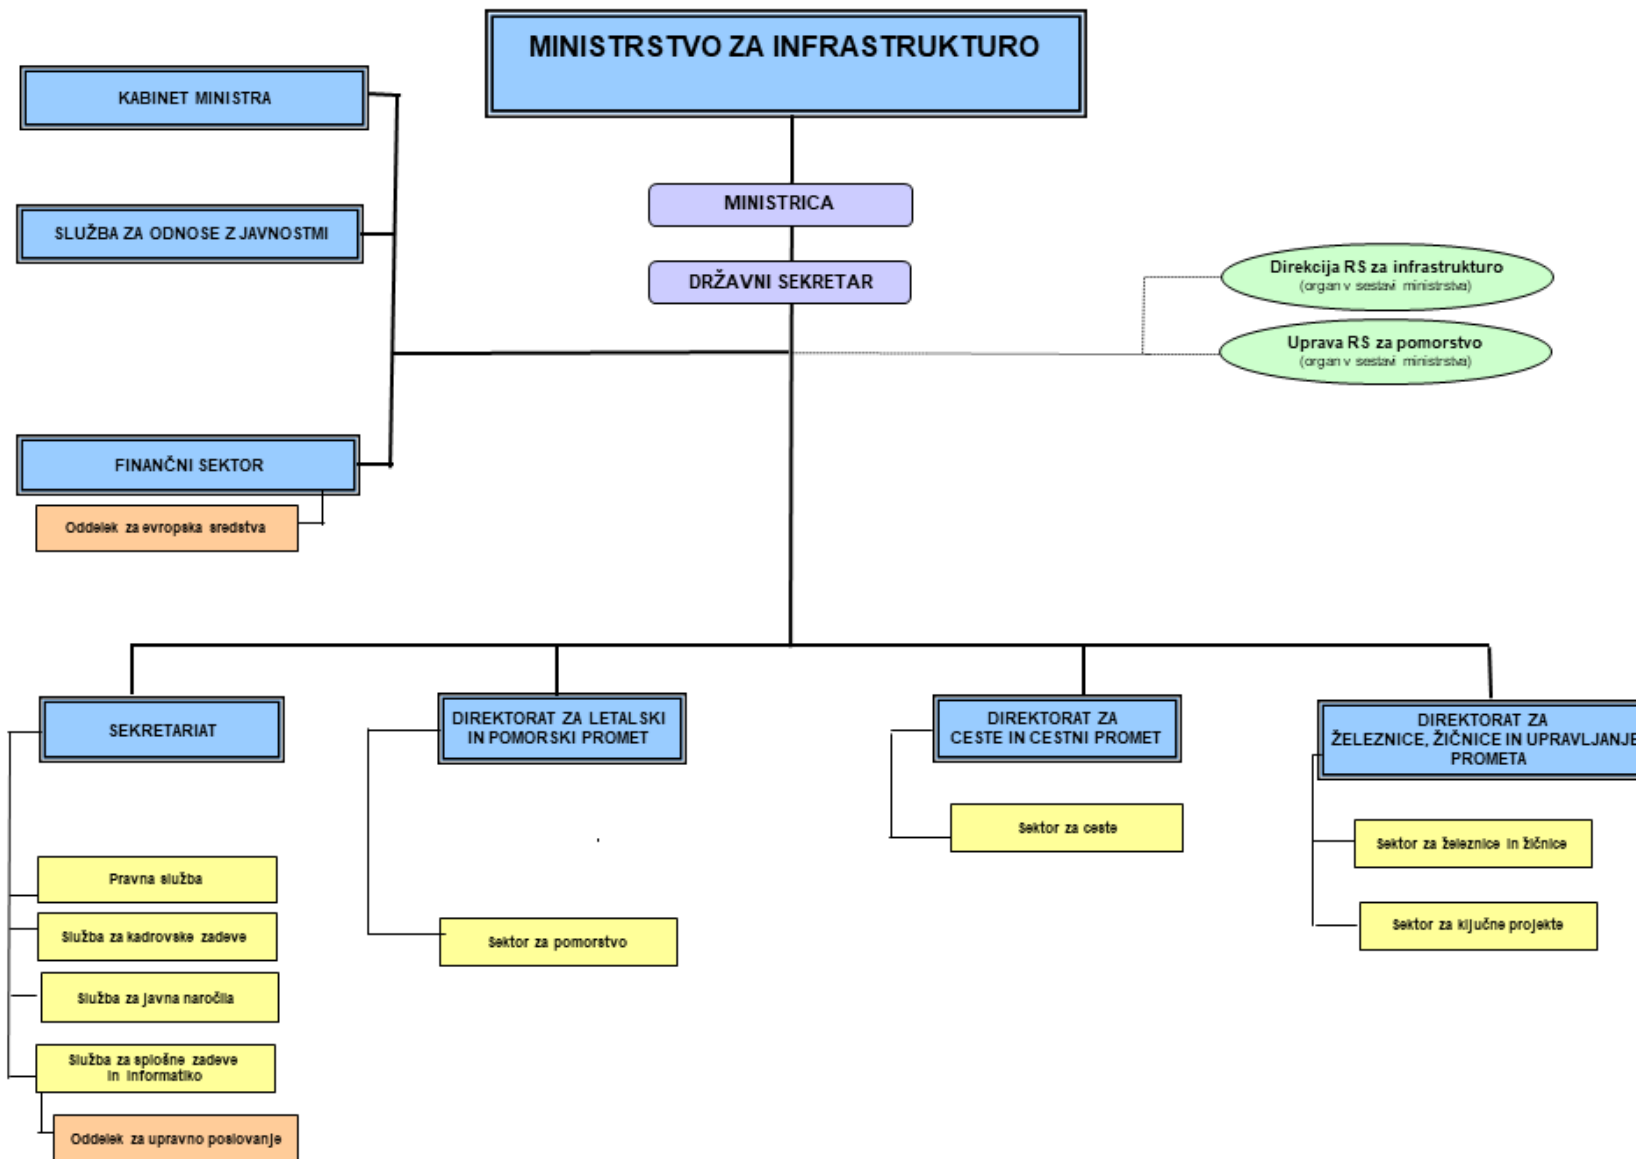 MINISTRSTVO ZA INFRASTRUKTURO
KABINET MINISTRA
MINISTRICA
SLUŽBA ZA ODNOSE Z JAVNOSTMI
DRŽAVNI SEKRETAR
Direkcija RS za infrastrukturo
(organ v sestavi ministrstva)
Uprava RS za pomorstvo
(organ v sestavi ministrstva)
FINANČNI SEKTOR
Oddelek za evropska sredstva
SEKRETARIAT
DIREKTORAT ZA LETALSKI
IN POMORSKI PROMET
DIREKTORAT ZA
CESTE IN CESTNI PROMET
DIREKTORAT ZA
ŽELEZNICE, ŽIČNICE IN UPRAVLJANJE
PROMETA
Pravna služba
Služba za kadrovske zadeve
Služba za javna naročila
Služba za splošne zadeve
in informatiko
Oddelek za upravno poslovanje
Sektor za pomorstvo
Sektor za ceste
Sektor za železnice in žičnice
Sektor za ključne projekte